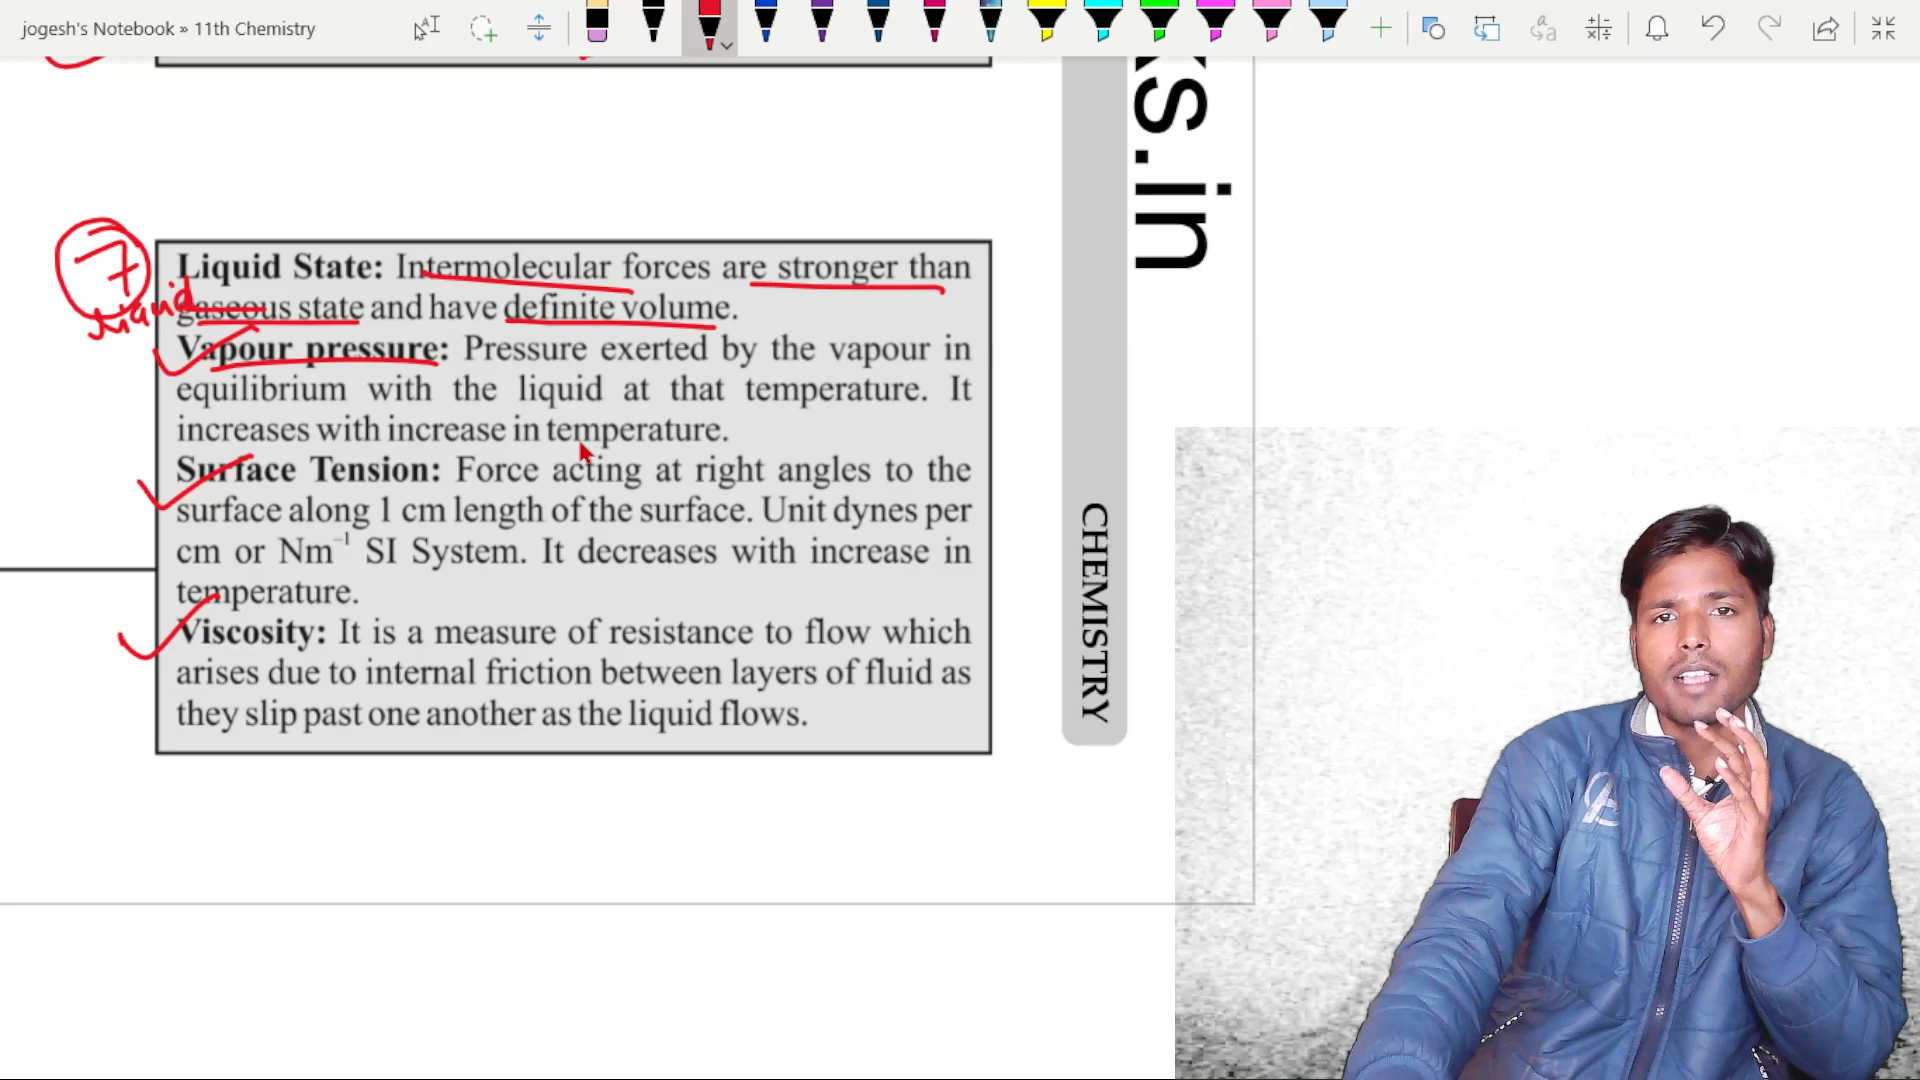 jogesh's Notebook » 11th Chemistry
ks.in
7
Liquid
Liquid State: Intermolecular forces are stronger than
gaseous state and have definite volume.
Vapour pressure: Pressure exerted by the vapour in
equilibrium with the liquid at that temperature. It
increases with increase in temperature.
Surface Tension: Force acting at right angles to the
surface along 1 cm length of the surface. Unit dynes per
cm or Nm⁻¹ SI System. It decreases with increase in
temperature.
Viscosity: It is a measure of resistance to flow which
arises due to internal friction between layers of fluid as
they slip past one another as the liquid flows.
CHEMISTRY